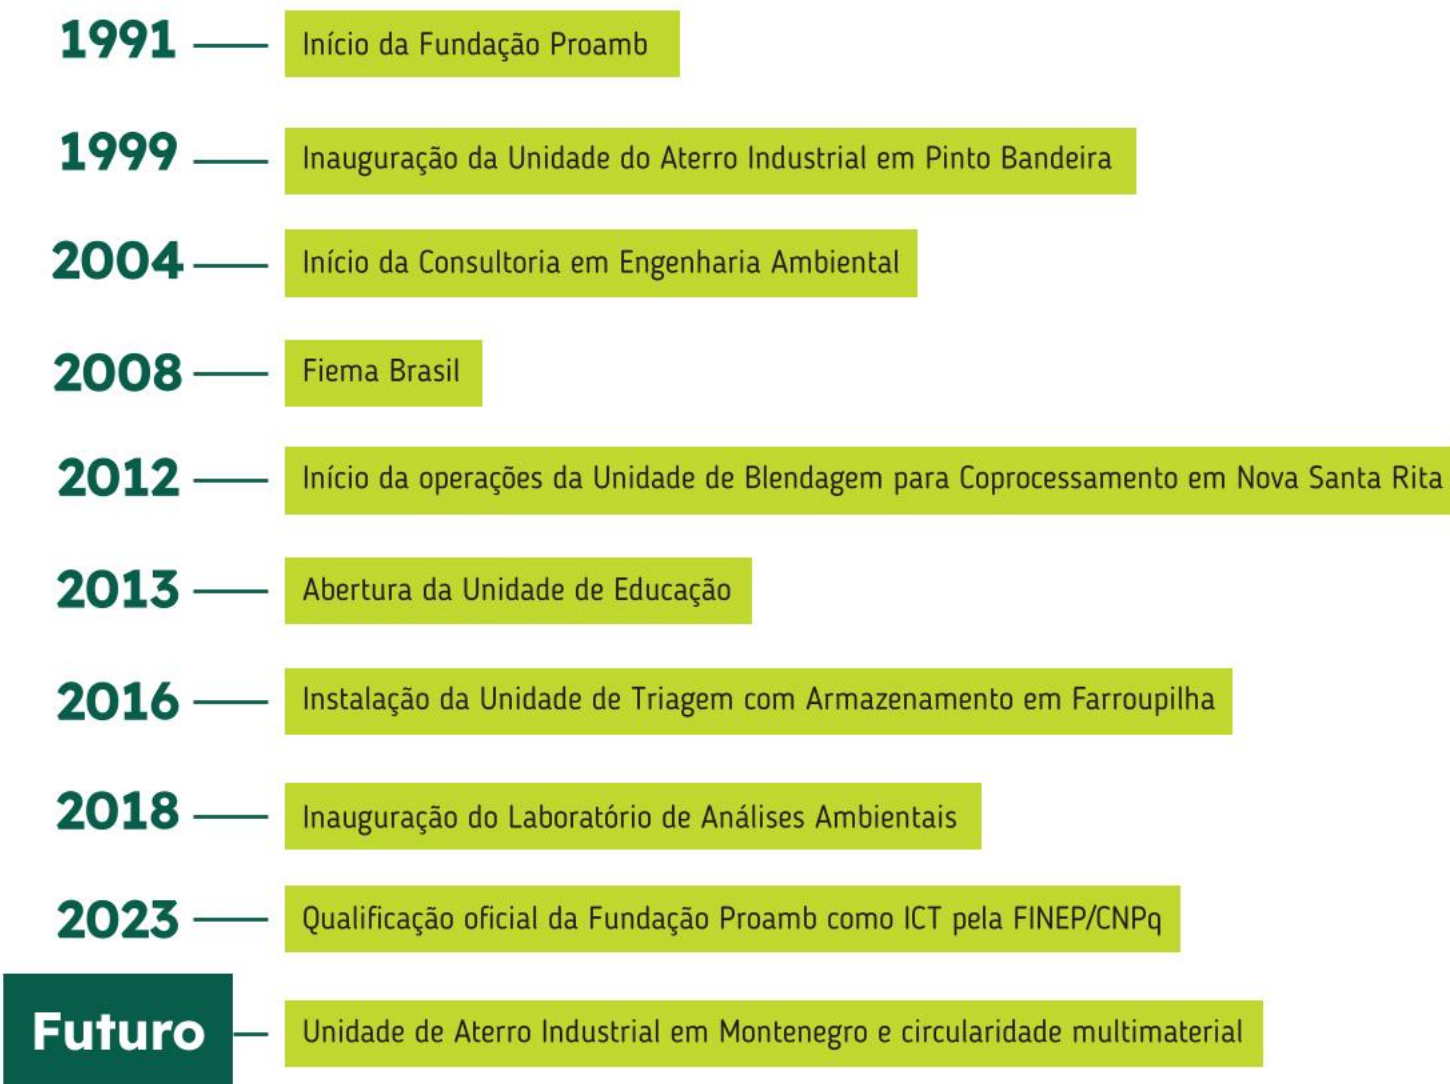 1991 Início da Fundação Proamb
1999 Inauguração da Unidade do Aterro Industrial em Pinto Bandeira
2004 Início da Consultoria em Engenharia Ambiental
2008 Fiema Brasil
2012 Início da operações da Unidade de Blendagem para Coprocessamento em Nova Santa Rita
2013 Abertura da Unidade de Educação
2016 Instalação da Unidade de Triagem com Armazenamento em Farroupilha
2018 Inauguração do Laboratório de Análises Ambientais
2023 Qualificação oficial da Fundação Proamb como ICT pela FINEP/CNPq
Futuro Unidade de Aterro Industrial em Montenegro e circularidade multimaterial